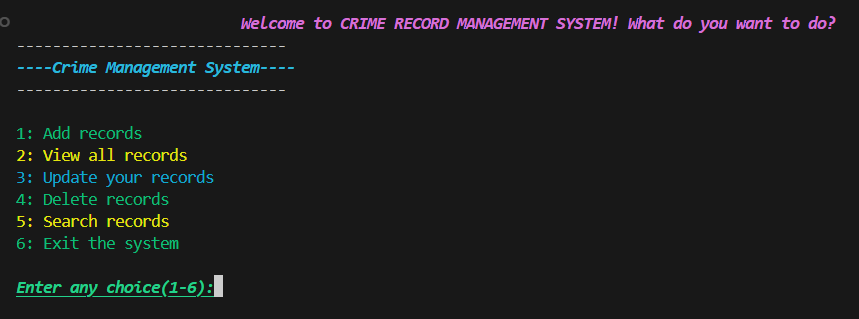 Welcome to CRIME RECORD MANAGEMENT SYSTEM! What do you want to do?
------------------------------
----Crime Management System----
------------------------------
1: Add records
2: View all records
3: Update your records
4: Delete records
5: Search records
6: Exit the system
Enter any choice(1-6):